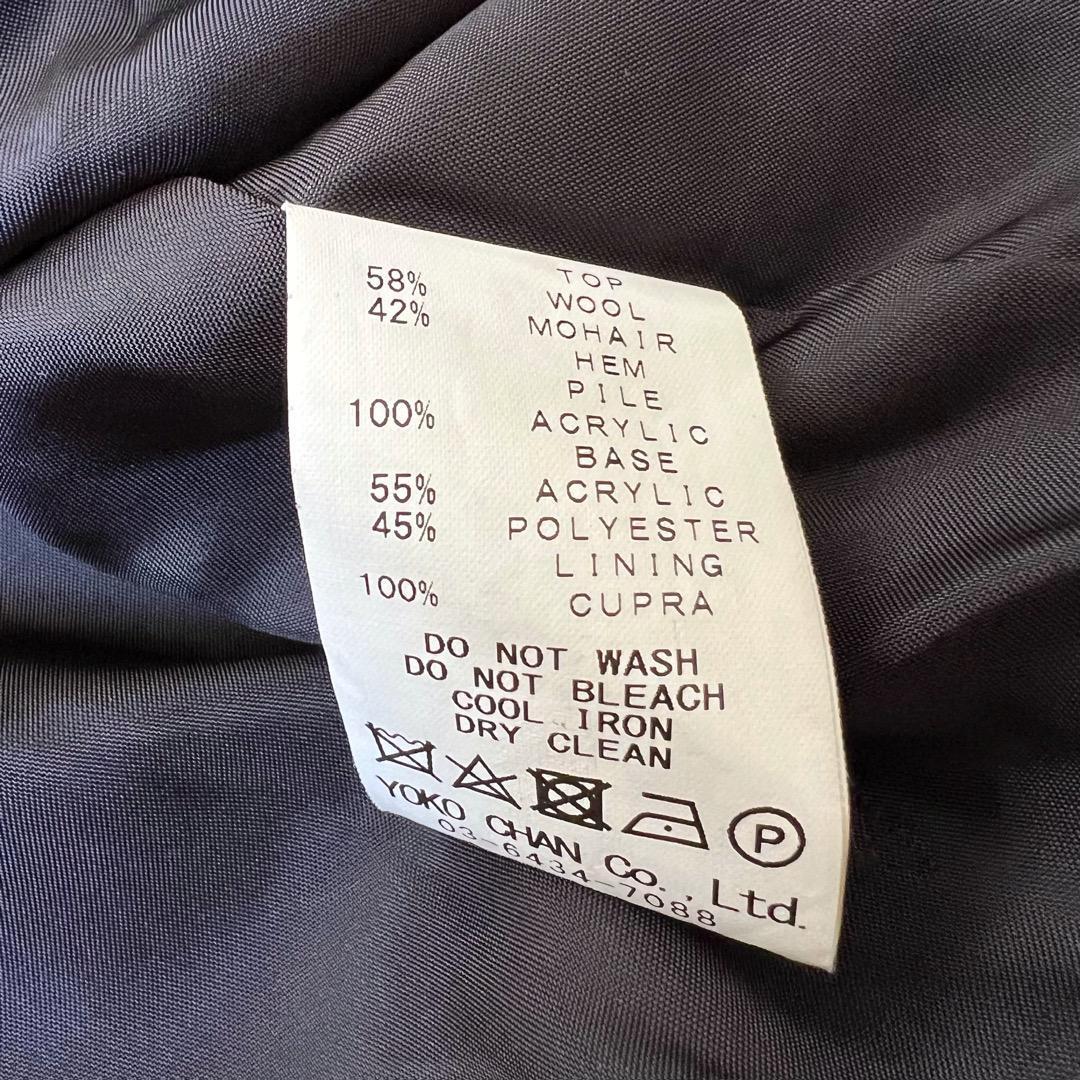 TOP
58% WOOL
42% MOHAIR
HEM
PILE
100% ACRYLIC
BASE
55% ACRYLIC
45% POLYESTER
LINING
100% CUPRA
DO NOT WASH
DO NOT BLEACH
COOL IRON
DRY CLEAN
P
YOKO CHAN Co., Ltd.
03-6434-7088